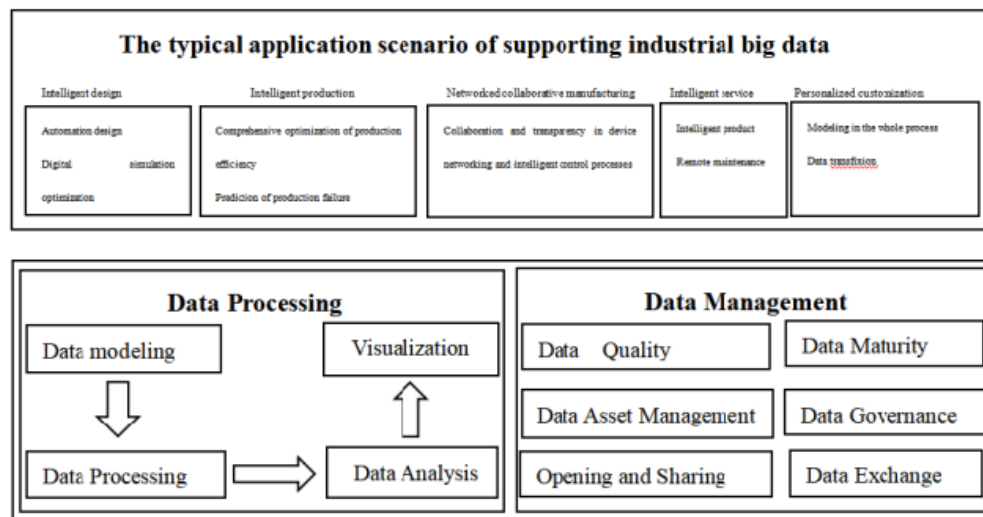 The typical application scenario of supporting industrial big data
Intelligent design
Automation design
Digital simulation
optimization
Intelligent production
Comprehensive optimization of production
efficiency
Prediction of production failure
Networked collaborative manufacturing
Collaboration and transparency in device
networking and intelligent control processes
Intelligent service
Intelligent product
Remote maintenance
Personalized customization
Modeling in the whole process
Data transfixion
Data Processing
Data modeling
Visualization
Data Processing
Data Analysis
Data Management
Data Quality
Data Maturity
Data Asset Management
Data Governance
Opening and Sharing
Data Exchange